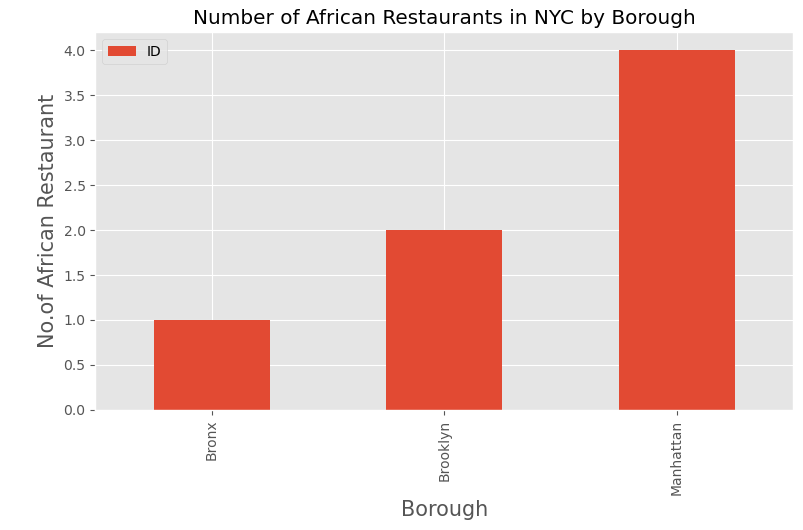 Number of African Restaurants in NYC by Borough
ID
No.of African Restaurant
4.0
3.5
3.0
2.5
2.0
1.5
1.0
0.5
0.0
Bronx
Brooklyn
Manhattan
Borough